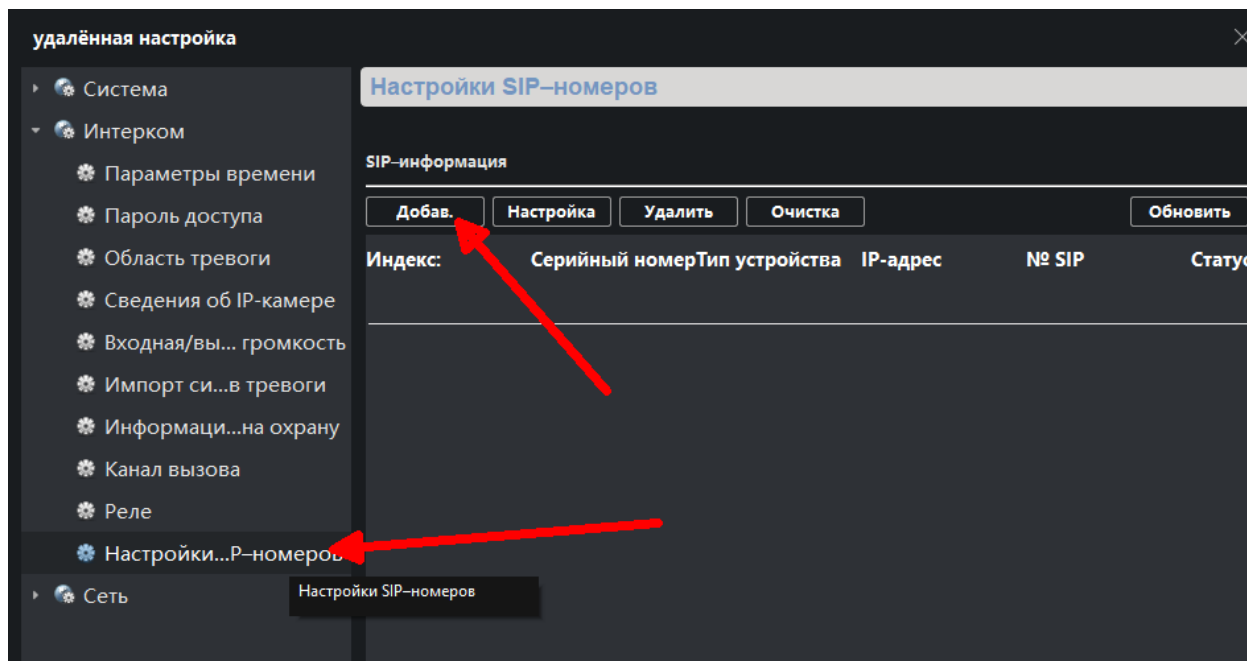 удалённая настройка
Система
Интерком
Параметры времени
Пароль доступа
Область тревоги
Сведения об IP-камере
Входная/вы... громкость
Импорт си...в тревоги
Информаци...на охрану
Канал вызова
Реле
Настройки...P–номеров
Сеть
Настройки SIP–номеров
Настройки SIP–номеров
SIP–информация
Добав. Настройка Удалить Очистка Обновить
Индекс: Серийный номерТип устройства IP-адрес № SIP Статус